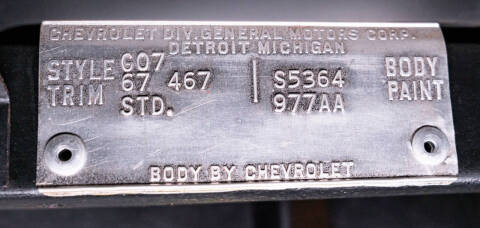 CHEVROLET DIV. GENERAL MOTORS CORP.
DETROIT MICHIGAN
CO7
STYLE 67 467 | S5364 BODY
TRIM STD. 977AA PAINT
BODY BY CHEVROLET